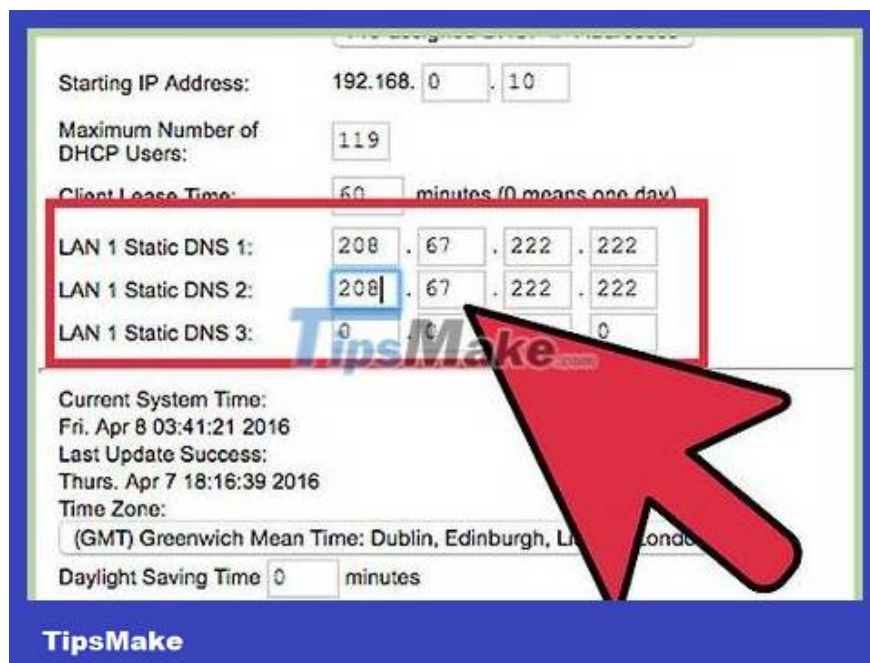 Starting IP Address: 192.168. 0 . 10
Maximum Number of
DHCP Users: 119
Client Lease Time: 60 minutes (0 means one day)
LAN 1 Static DNS 1: 208 . 67 . 222 . 222
LAN 1 Static DNS 2: 208 . 67 . 222 . 222
LAN 1 Static DNS 3: 0 . 0 0
TipsMake.com
Current System Time:
Fri. Apr 8 03:41:21 2016
Last Update Success:
Thurs. Apr 7 18:16:39 2016
Time Zone:
(GMT) Greenwich Mean Time: Dublin, Edinburgh,
Daylight Saving Time 0 minutes
TipsMake